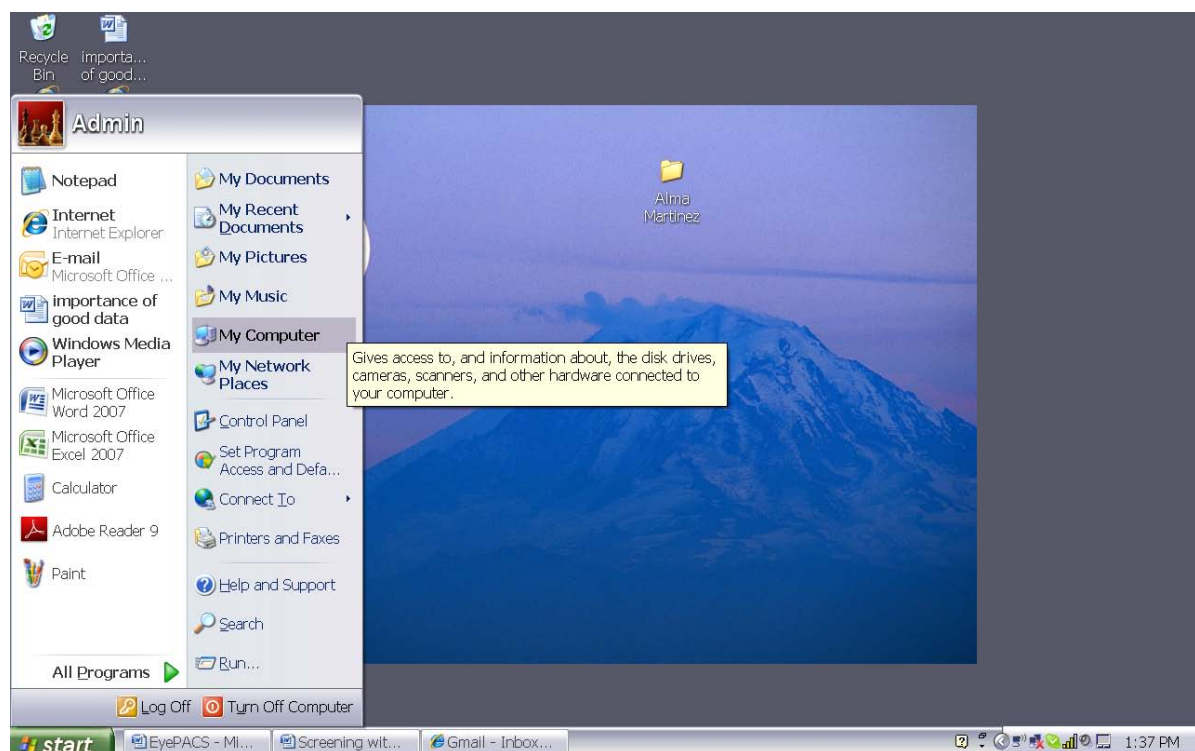 Recycle
Bin
importa...
of good...
Admin
Notepad
Internet
Internet Explorer
E-mail
Microsoft Office ...
importance of
good data
Windows Media
Player
Microsoft Office
Word 2007
Microsoft Office
Excel 2007
Calculator
Adobe Reader 9
Paint
All Programs
My Documents
My Recent
Documents
My Pictures
My Music
My Computer
My Network
Places
Control Panel
Set Program
Access and Defa...
Connect To
Printers and Faxes
Help and Support
Search
Run...
Gives access to, and information about, the disk drives,
cameras, scanners, and other hardware connected to
your computer.
Alma
Martinez
Log Off
Turn Off Computer
start
EyePACS - Mi...
Screening wit...
Gmail - Inbox...
1:37 PM